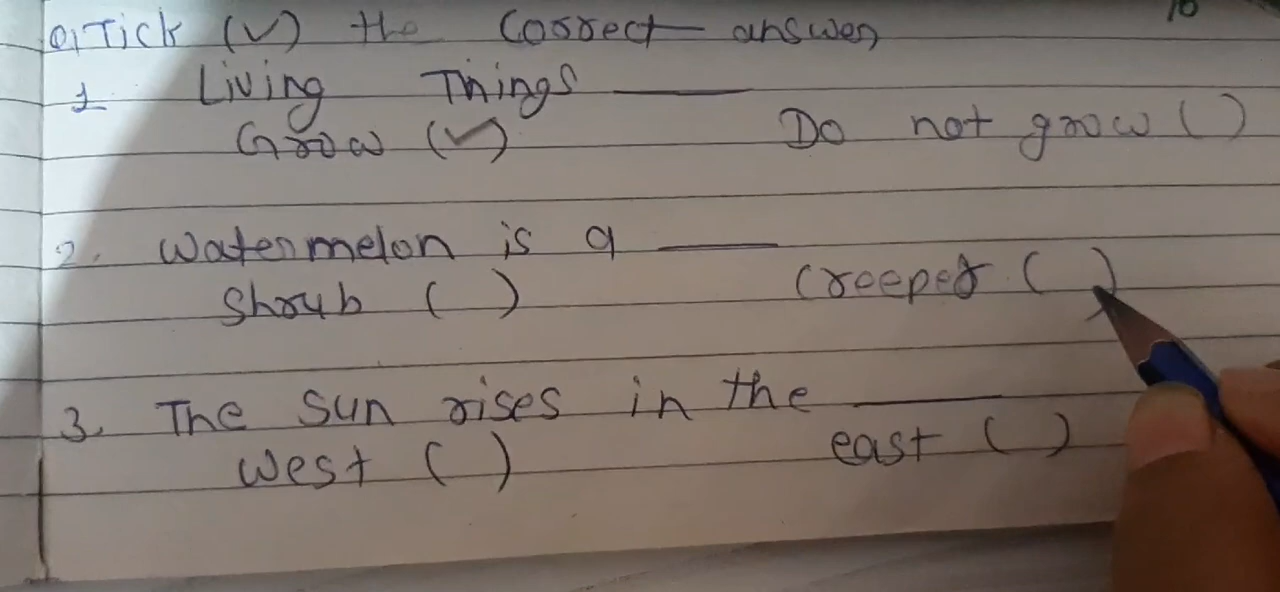 Q1 Tick (✓) the Correct answer
1. Living Things ____
Grow (✓) Do not grow ( )
2. Watermelon is a ____
Shrub ( ) Creeper ( )
3. The Sun rises in the ____
West ( ) east ( )